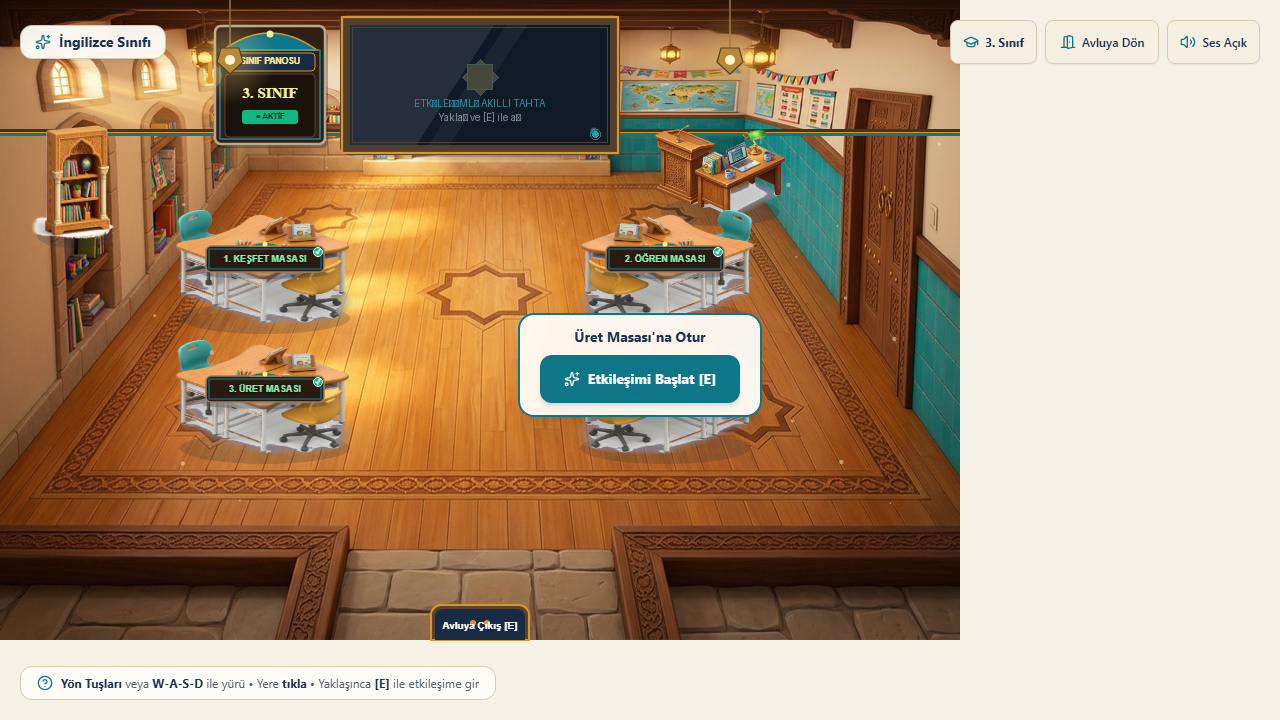 İngilizce Sınıfı
SINIF PANOSU
3. SINIF
• AKTİF
AKILLI TAHTA
ve [E] ile
3. Sınıf
Avluya Dön
Ses Açık
1. KEŞFET MASASI
2. ÖĞREN MASASI
Üret Masası'na Otur
Etkileşimi Başlat [E]
3. ÜRET MASASI
Avluya Çıkış [E]
Yön Tuşları veya W-A-S-D ile yürü • Yere tıkla • Yaklaşınca [E] ile etkileşime gir